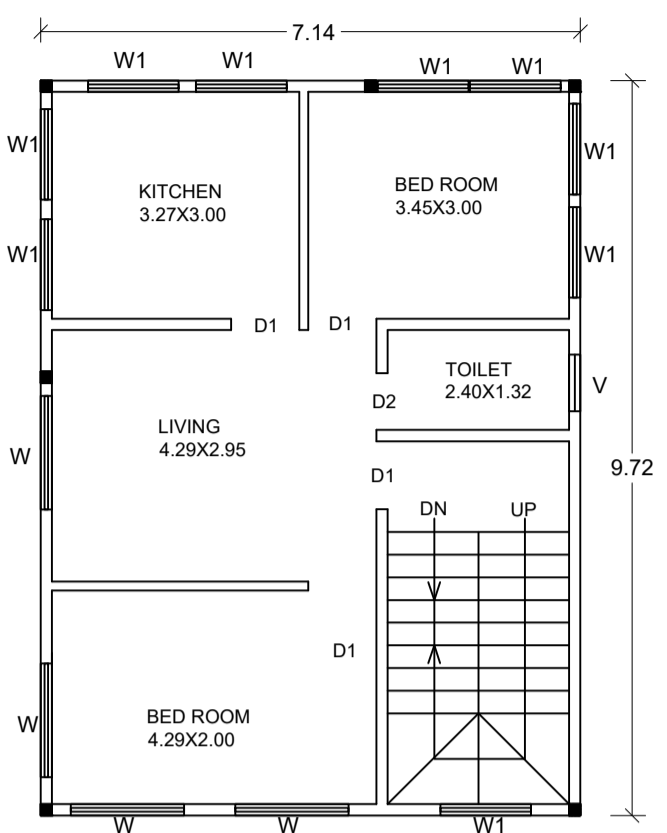 7.14
W1
W1
W1
W1
W1
W1
KITCHEN
3.27X3.00
BED ROOM
3.45X3.00
W1
W1
D1
D1
TOILET
2.40X1.32
V
D2
LIVING
4.29X2.95
W
9.72
D1
DN
UP
D1
BED ROOM
4.29X2.00
W
W
W
W1